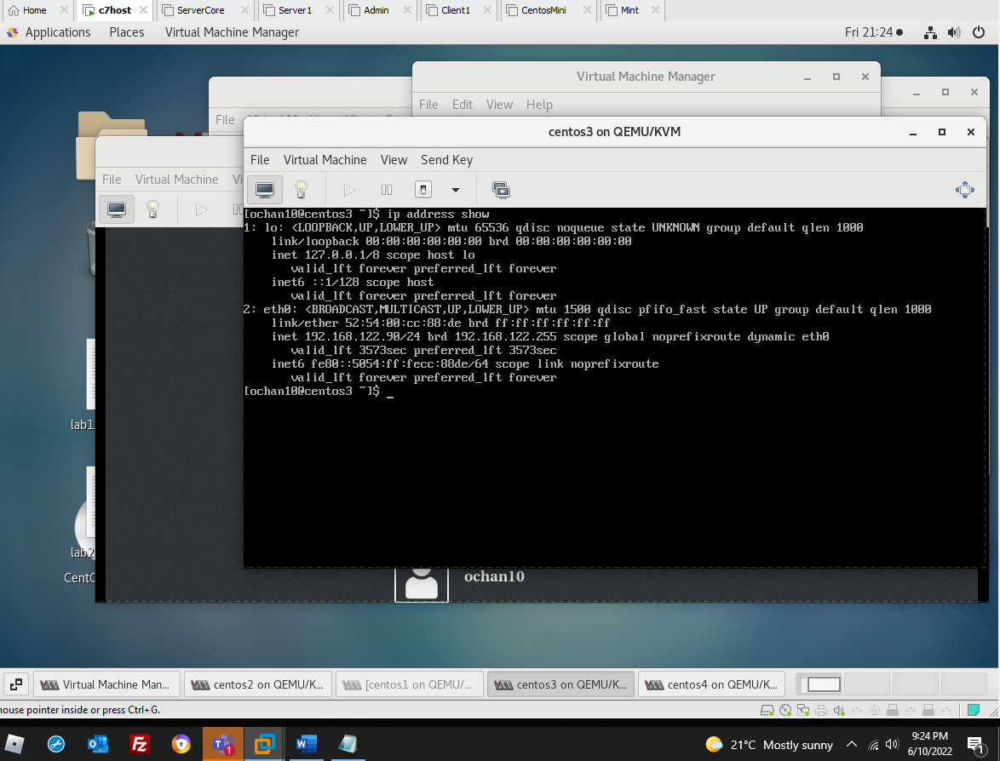 Home c7host ServerCore Server1 Admin Client1 CentosMini Mint
Applications Places Virtual Machine Manager Fri 21:24
Virtual Machine Manager
File Edit View Help
File
centos3 on QEMU/KVM
File Virtual Machine View Send Key
File Virtual Machine
[ochan10@centos3 ~]$ ip address show
1: lo: <LOOPBACK,UP,LOWER_UP> mtu 65536 qdisc noqueue state UNKNOWN group default qlen 1000
link/loopback 00:00:00:00:00:00 brd 00:00:00:00:00:00
inet 127.0.0.1/8 scope host lo
valid_lft forever preferred_lft forever
inet6 ::1/128 scope host
valid_lft forever preferred_lft forever
2: eth0: <BROADCAST,MULTICAST,UP,LOWER_UP> mtu 1500 qdisc pfifo_fast state UP group default qlen 1000
link/ether 52:54:00:cc:88:de brd ff:ff:ff:ff:ff:ff
inet 192.168.122.90/24 brd 192.168.122.255 scope global noprefixroute dynamic eth0
valid_lft 3573sec preferred_lft 3573sec
inet6 fe80::5054:ff:fecc:88de/64 scope link noprefixroute
valid_lft forever preferred_lft forever
[ochan10@centos3 ~]$ _
lab1
lab2
CentC
ochan10
Virtual Machine Man... centos2 on QEMU/K... [centos1 on QEMU/... centos3 on QEMU/K... centos4 on QEMU/K...
nouse pointer inside or press Ctrl+G.
1 21°C Mostly sunny 9:24 PM 1
6/10/2022